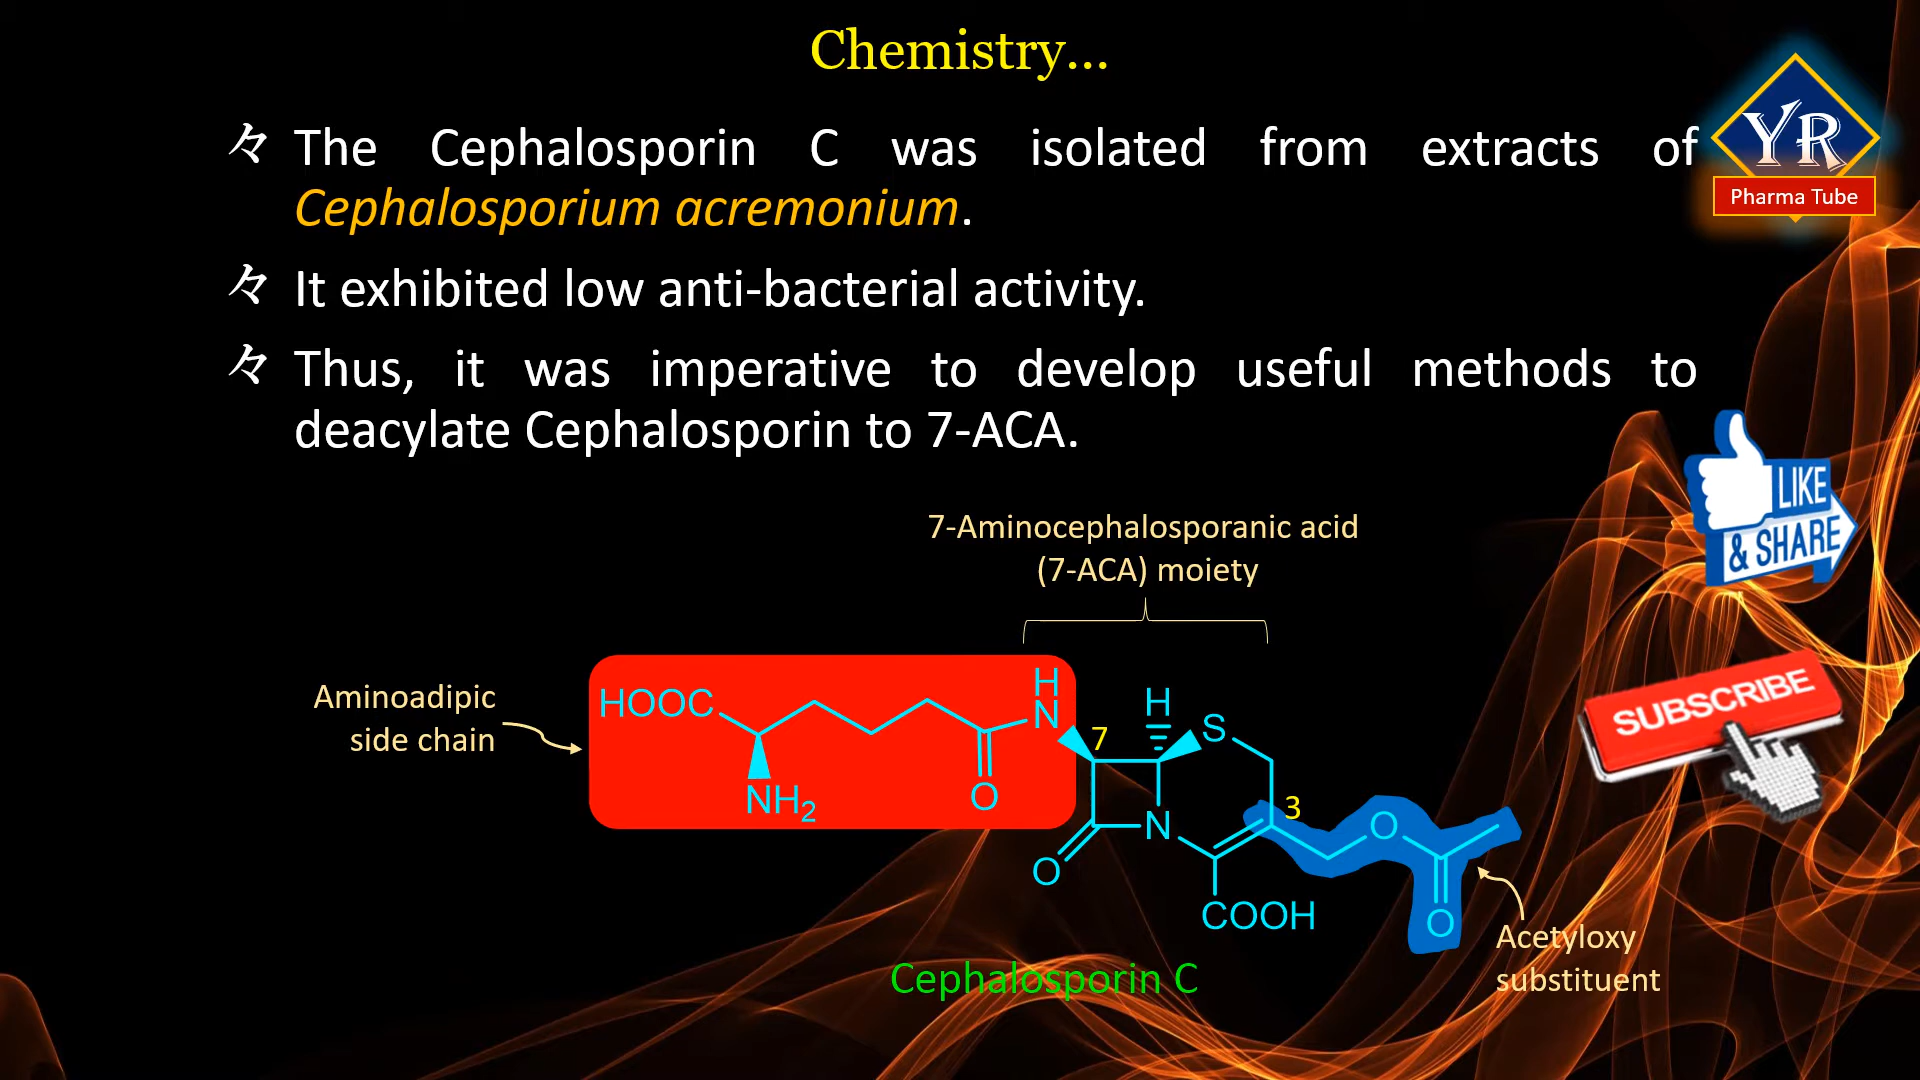 Chemistry...
YR
Pharma Tube
々 The Cephalosporin C was isolated from extracts of
Cephalosporium acremonium.
々 It exhibited low anti-bacterial activity.
々 Thus, it was imperative to develop useful methods to
deacylate Cephalosporin to 7-ACA.
LIKE
& SHARE
7-Aminocephalosporanic acid
(7-ACA) moiety
SUBSCRIBE
Aminoadipic
side chain
HOOC
NH2
O
H
N
7
H
S
3
O
N
O
COOH
O
Acetyloxy
substituent
Cephalosporin C